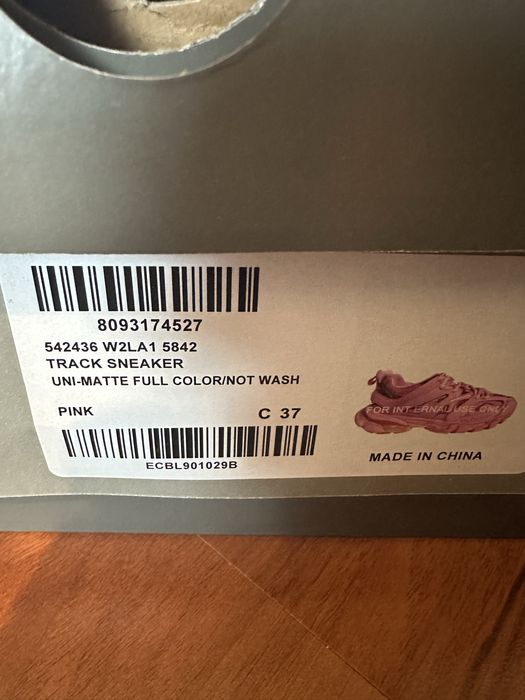 8093174527
542436 W2LA1 5842
TRACK SNEAKER
UNI-MATTE FULL COLOR/NOT WASH
PINK C 37
FOR INTERNAL USE ONLY
ECBL901029B
MADE IN CHINA